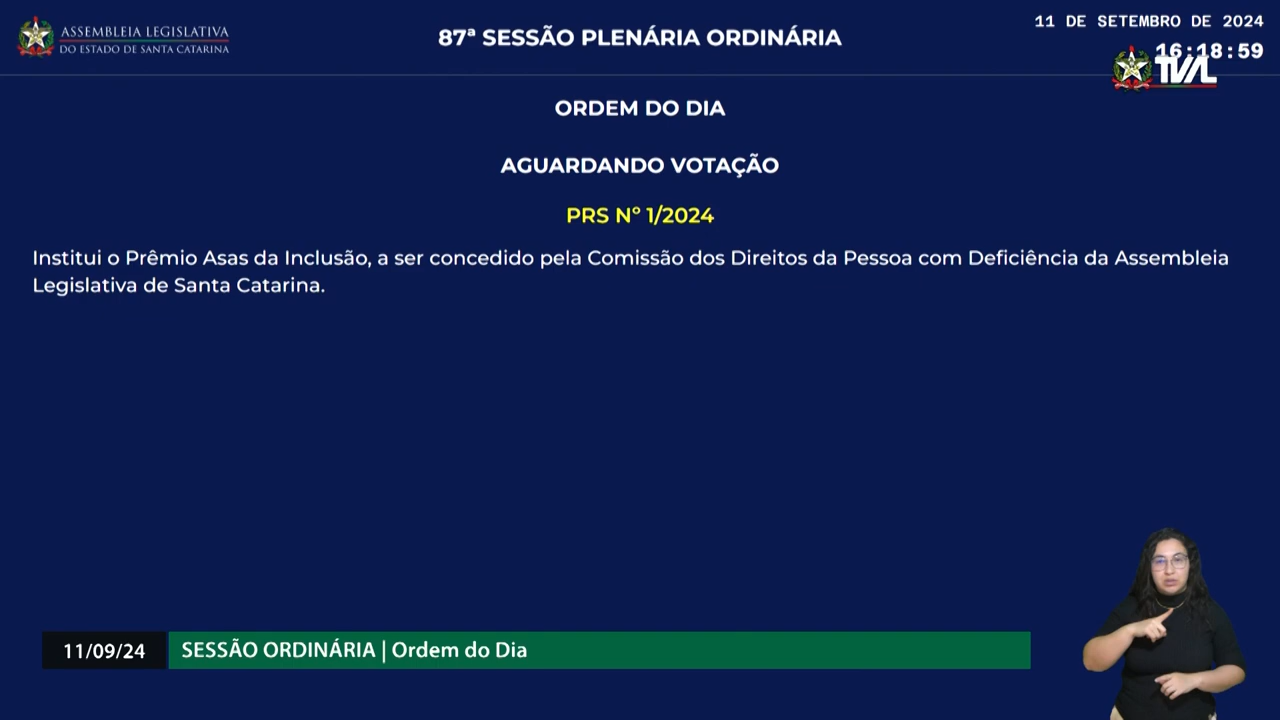 ASSEMBLEIA LEGISLATIVA
DO ESTADO DE SANTA CATARINA
87ª SESSÃO PLENÁRIA ORDINÁRIA
11 DE SETEMBRO DE 2024
16:18:59
TVAL
ORDEM DO DIA
AGUARDANDO VOTAÇÃO
PRS Nº 1/2024
Institui o Prêmio Asas da Inclusão, a ser concedido pela Comissão dos Direitos da Pessoa com Deficiência da Assembleia
Legislativa de Santa Catarina.
11/09/24
SESSÃO ORDINÁRIA | Ordem do Dia